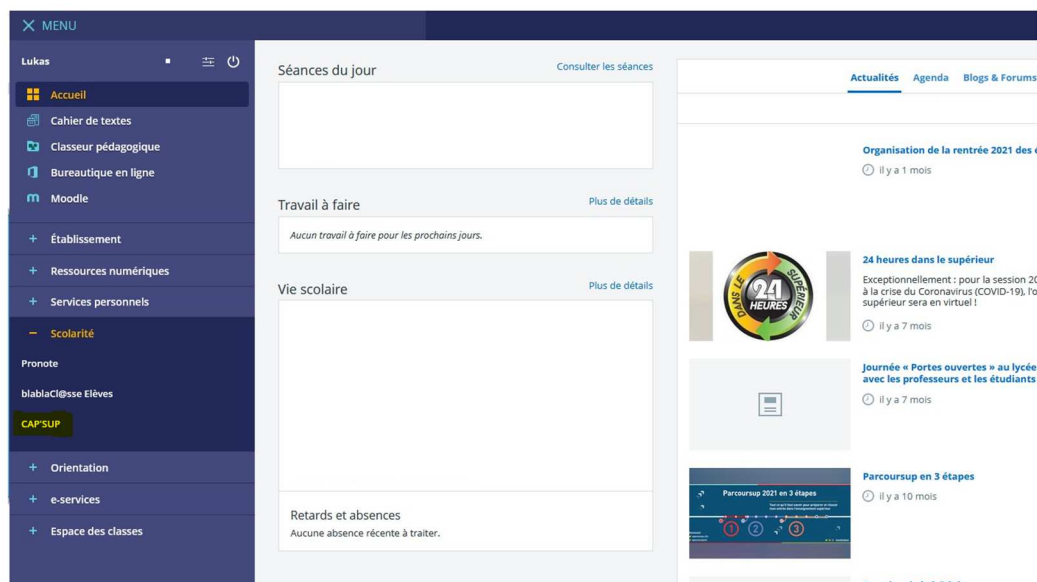 MENU
Lukas
Accueil
Cahier de textes
Classeur pédagogique
Bureautique en ligne
Moodle
+ Établissement
+ Ressources numériques
+ Services personnels
− Scolarité
Pronote
blablaCl@sse Elèves
CAP'SUP
+ Orientation
+ e-services
+ Espace des classes
Séances du jour
Consulter les séances
Travail à faire
Plus de détails
Aucun travail à faire pour les prochains jours.
Vie scolaire
Plus de détails
Retards et absences
Aucune absence récente à traiter.
Actualités Agenda Blogs & Forums
Organisation de la rentrée 2021 des
il y a 1 mois
DANS LE SUPÉRIEUR
24
HEURES
24 heures dans le supérieur
Exceptionnellement : pour la session 20
à la crise du Coronavirus (COVID-19), l'o
supérieur sera en virtuel !
il y a 7 mois
Journée « Portes ouvertes » au lycée
avec les professeurs et les étudiants
il y a 7 mois
Parcoursup 2021 en 3 étapes
1 2 3
Parcoursup en 3 étapes
il y a 10 mois